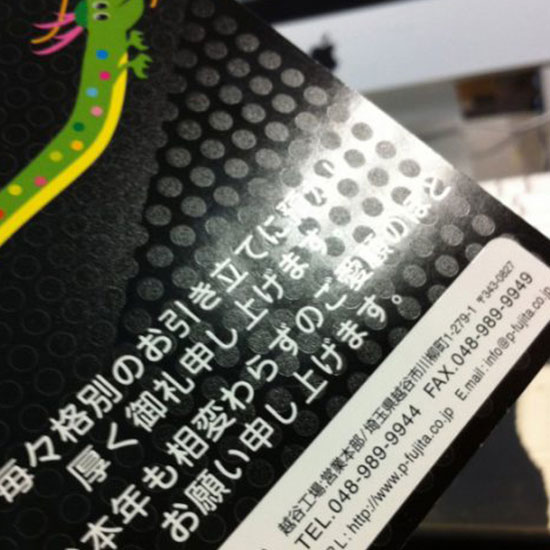 毎々格別のお引き立てに預かり
厚く御礼申し上げます
本年も相変わらずのご愛顧のほど
お願い申し上げます。
越谷工場・営業本部/埼玉県越谷市川柳町1-279-1 〒343-0827
TEL.048-989-9944 FAX.048-989-9949
RL: http://www.p-fujita.co.jp E.mail : info@p-fujita.co.jp